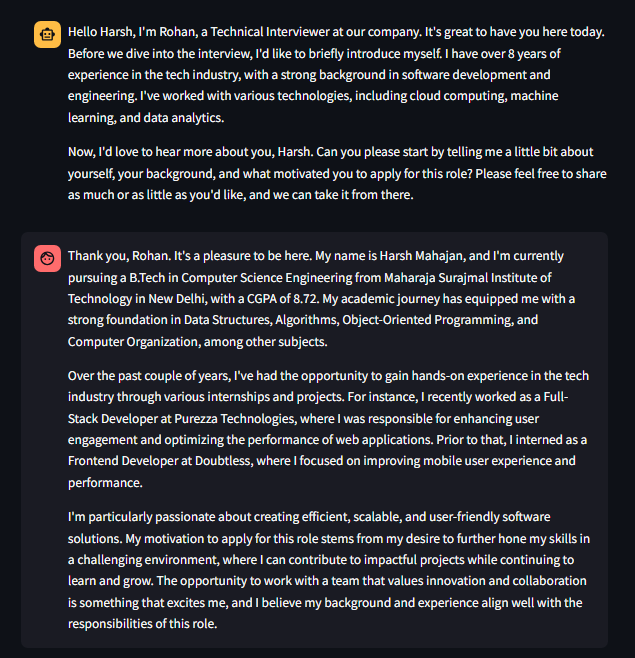 Hello Harsh, I'm Rohan, a Technical Interviewer at our company. It's great to have you here today.
Before we dive into the interview, I'd like to briefly introduce myself. I have over 8 years of
experience in the tech industry, with a strong background in software development and
engineering. I've worked with various technologies, including cloud computing, machine
learning, and data analytics.
Now, I'd love to hear more about you, Harsh. Can you please start by telling me a little bit about
yourself, your background, and what motivated you to apply for this role? Please feel free to share
as much or as little as you'd like, and we can take it from there.
Thank you, Rohan. It's a pleasure to be here. My name is Harsh Mahajan, and I'm currently
pursuing a B.Tech in Computer Science Engineering from Maharaja Surajmal Institute of
Technology in New Delhi, with a CGPA of 8.72. My academic journey has equipped me with a
strong foundation in Data Structures, Algorithms, Object-Oriented Programming, and
Computer Organization, among other subjects.
Over the past couple of years, I've had the opportunity to gain hands-on experience in the tech
industry through various internships and projects. For instance, I recently worked as a Full-
Stack Developer at Purezza Technologies, where I was responsible for enhancing user
engagement and optimizing the performance of web applications. Prior to that, I interned as a
Frontend Developer at Doubtless, where I focused on improving mobile user experience and
performance.
I'm particularly passionate about creating efficient, scalable, and user-friendly software
solutions. My motivation to apply for this role stems from my desire to further hone my skills in
a challenging environment, where I can contribute to impactful projects while continuing to
learn and grow. The opportunity to work with a team that values innovation and collaboration
is something that excites me, and I believe my background and experience align well with the
responsibilities of this role.